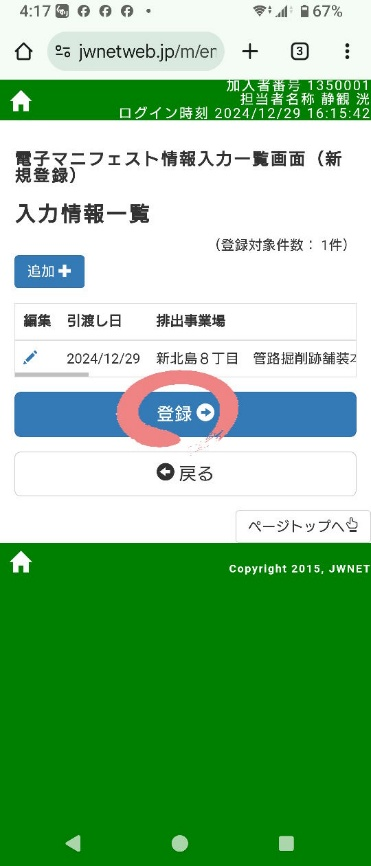 4:17 67%
jwnetweb.jp/m/er 3
加入者番号 1350001
担当者名称 静観 洸
ログイン時刻 2024/12/29 16:15:42
電子マニフェスト情報入力一覧画面（新
規登録）
入力情報一覧
（登録対象件数： 1件）
追加
編集 引渡し日 排出事業場
2024/12/29 新北島８丁目 管路掘削跡舗装
登録
戻る
ページトップへ
Copyright 2015, JWNET